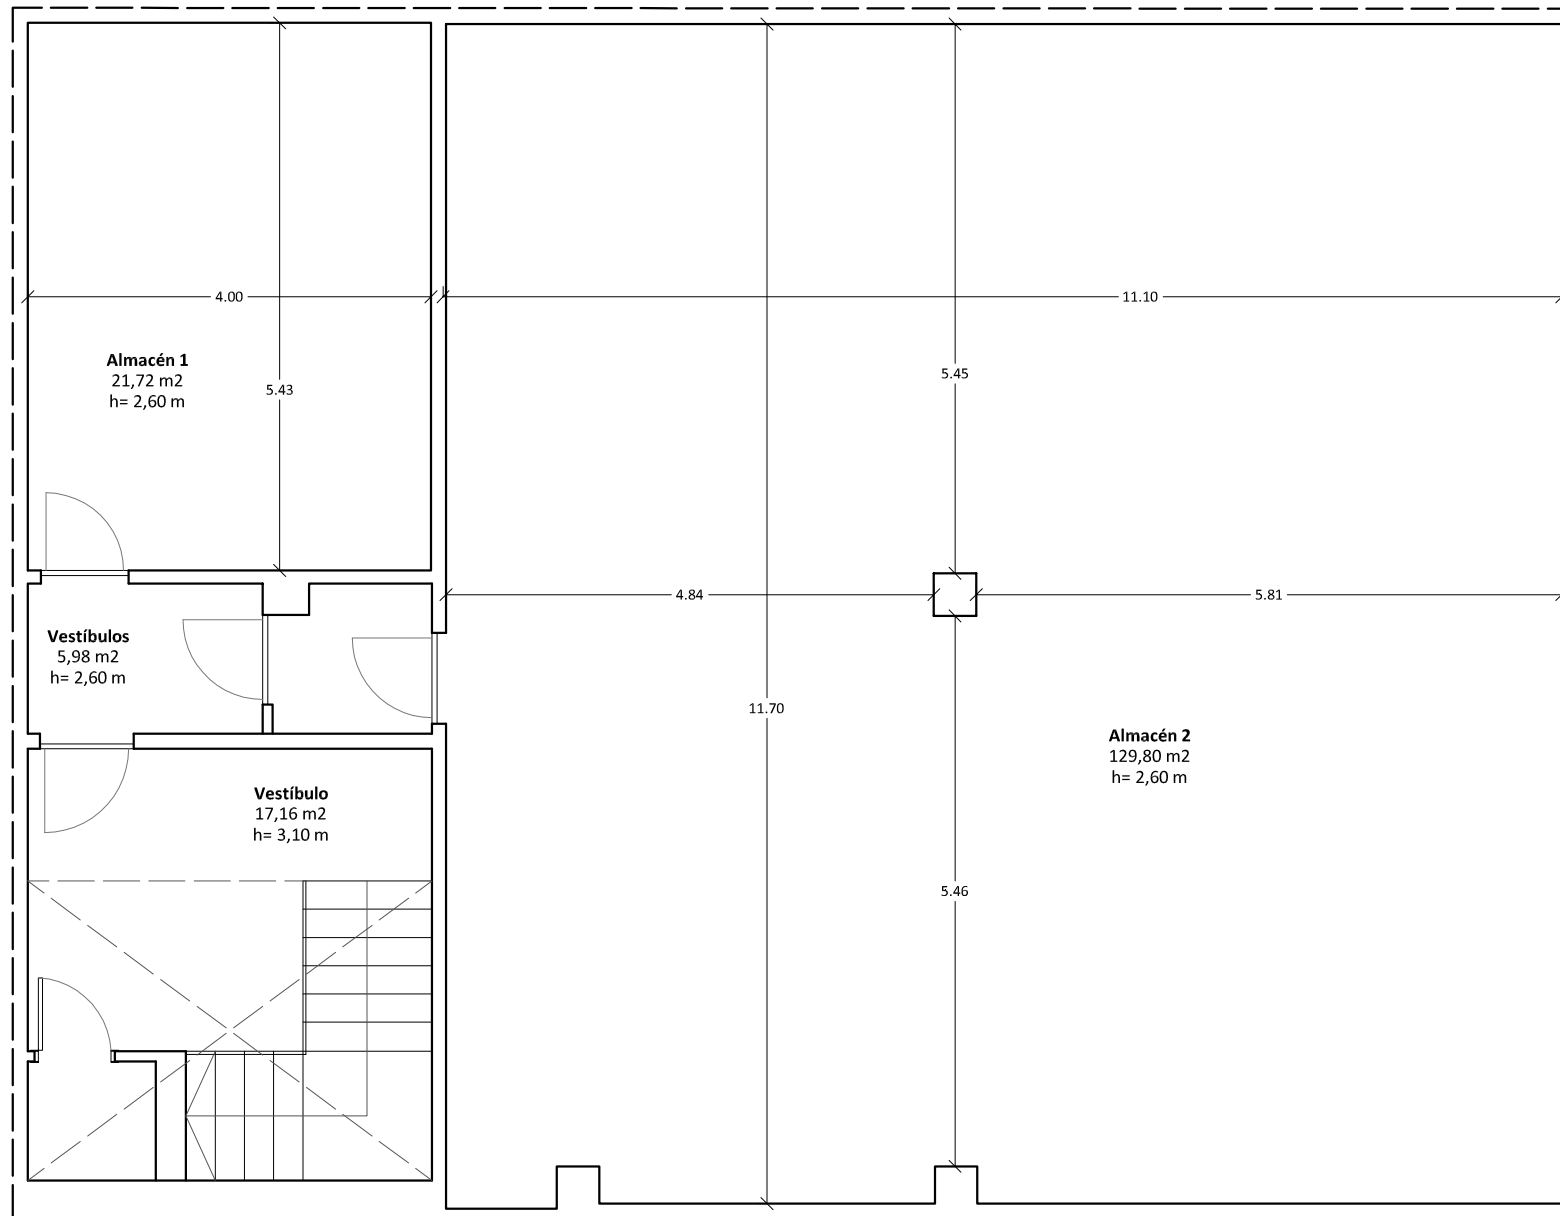 4.00
11.10
Almacén 1
21,72 m2
h= 2,60 m
5.43
5.45
4.84
5.81
Vestíbulos
5,98 m2
h= 2,60 m
11.70
Almacén 2
129,80 m2
h= 2,60 m
Vestíbulo
17,16 m2
h= 3,10 m
5.46